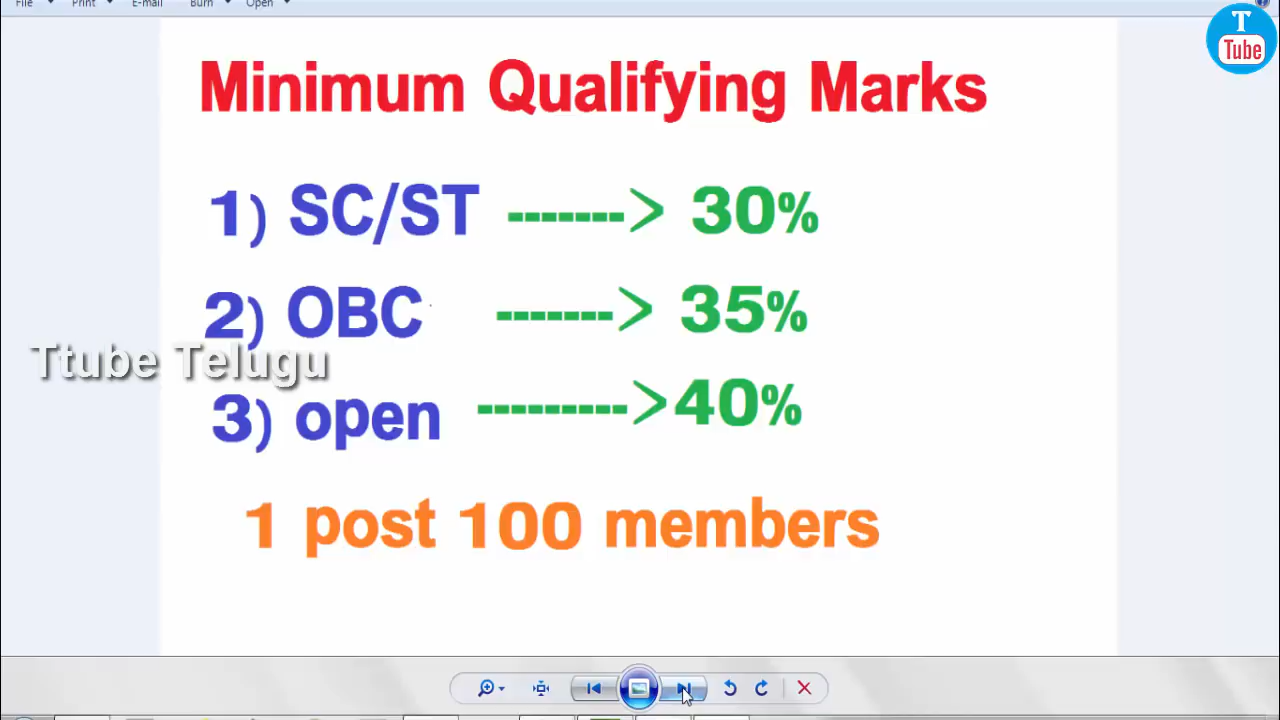 File Print E-mail Burn Open
T
Tube
Minimum Qualifying Marks
1) SC/ST -------> 30%
2) OBC -------> 35%
Ttube Telugu
3) open --------->40%
1 post 100 members